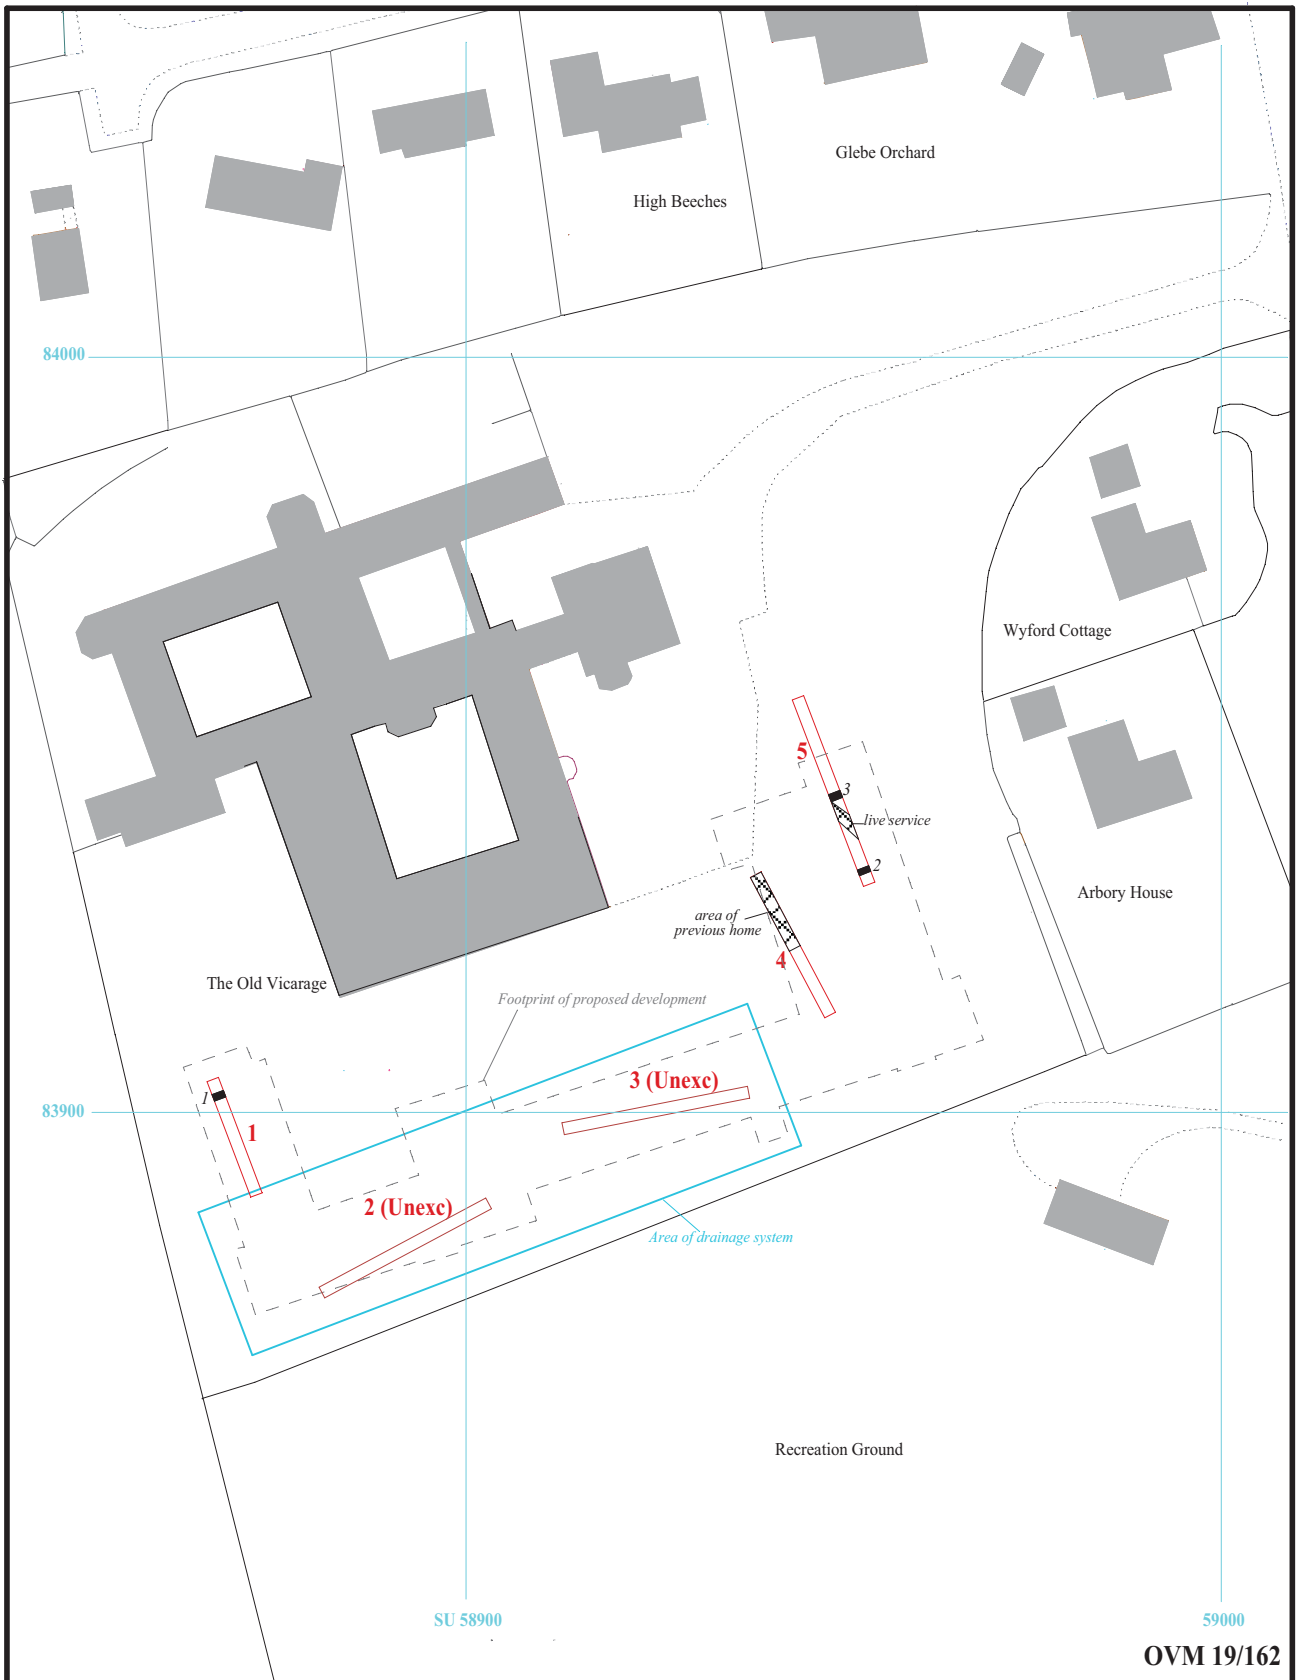 Glebe Orchard
High Beeches
84000
Wyford Cottage
5
3
live service
2
Arbory House
area of
previous home
4
The Old Vicarage
Footprint of proposed development
3 (Unexc)
1
83900
1
2 (Unexc)
Area of drainage system
Recreation Ground
SU 58900
59000
OVM 19/162